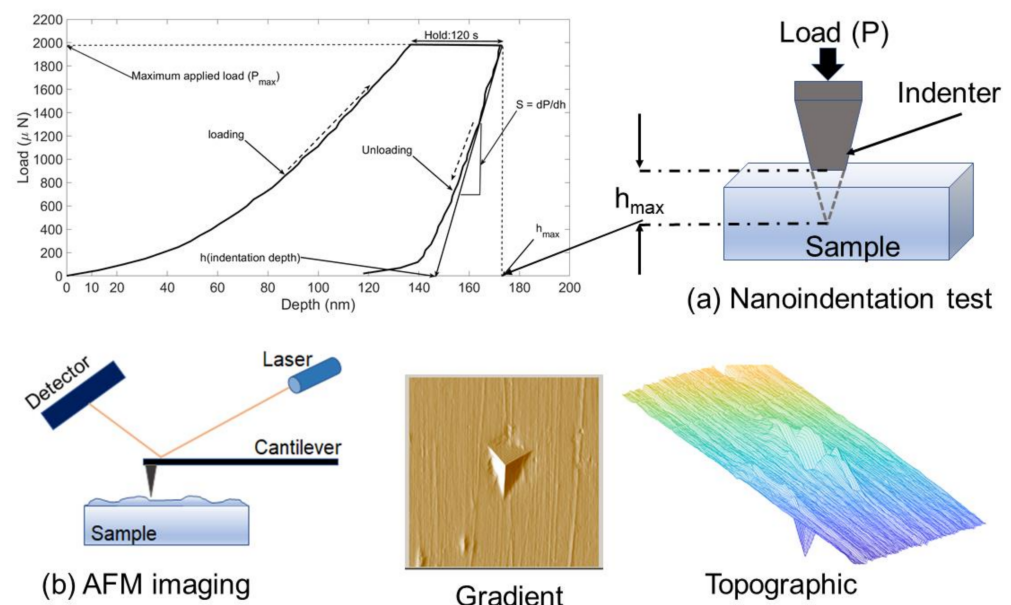 2200
2000
1800
1600
1400
1200
1000
800
600
400
200
0
Load (μ N)
Hold:120 s
Maximum applied load (Pmax)
loading
Unloading
S = dP/dh
h(indentation depth)
hmax
0 10 20 40 60 80 100 120 140 160 180 200
Depth (nm)
Load (P)
Indenter
hmax
Sample
(a) Nanoindentation test
Detector
Laser
Cantilever
Sample
(b) AFM imaging
Gradient
Topographic